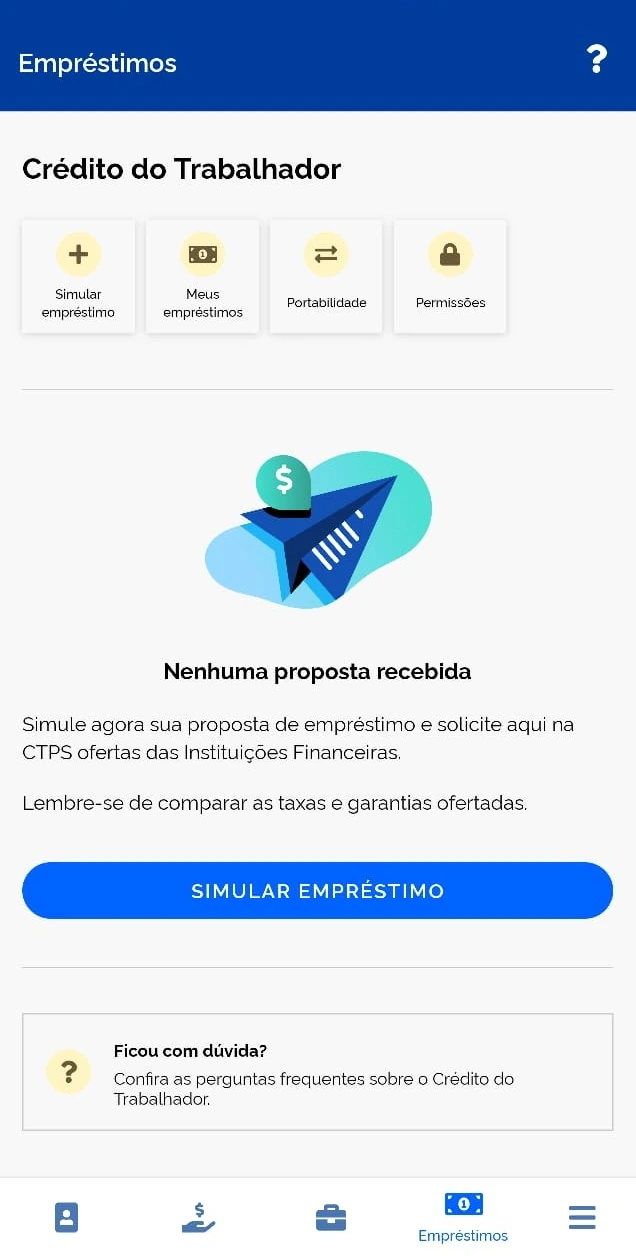 Empréstimos
?
Crédito do Trabalhador
Simular
empréstimo
1
Meus
empréstimos
Portabilidade
Permissões
$
Nenhuma proposta recebida
Simule agora sua proposta de empréstimo e solicite aqui na
CTPS ofertas das Instituições Financeiras.
Lembre-se de comparar as taxas e garantias ofertadas.
SIMULAR EMPRÉSTIMO
?
Ficou com dúvida?
Confira as perguntas frequentes sobre o Crédito do
Trabalhador.
$
1
Empréstimos